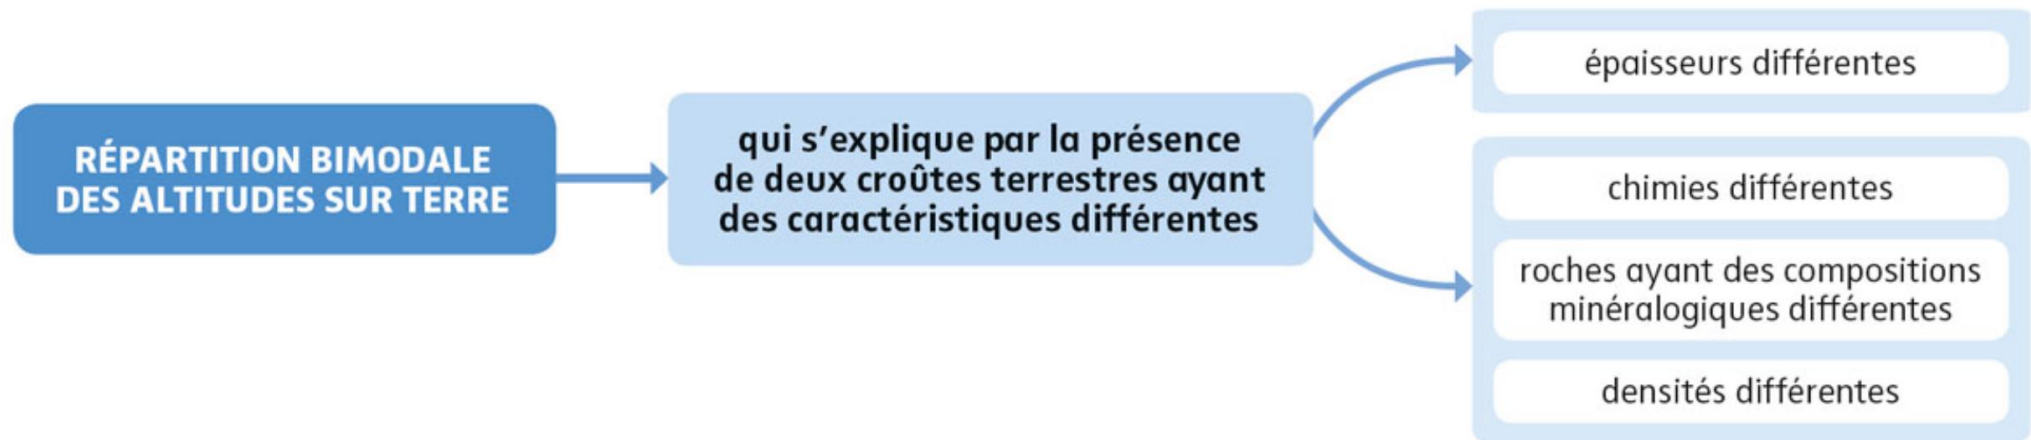 RÉPARTITION BIMODALE
DES ALTITUDES SUR TERRE
qui s’explique par la présence
de deux croûtes terrestres ayant
des caractéristiques différentes
épaisseurs différentes
chimies différentes
roches ayant des compositions
minéralogiques différentes
densités différentes